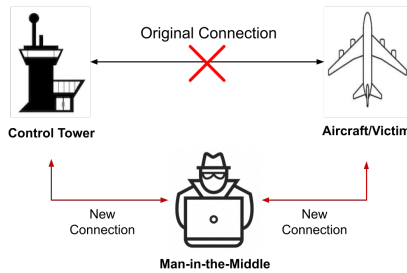 Original Connection
Control Tower
Aircraft/Victim
New
Connection
New
Connection
Man-in-the-Middle